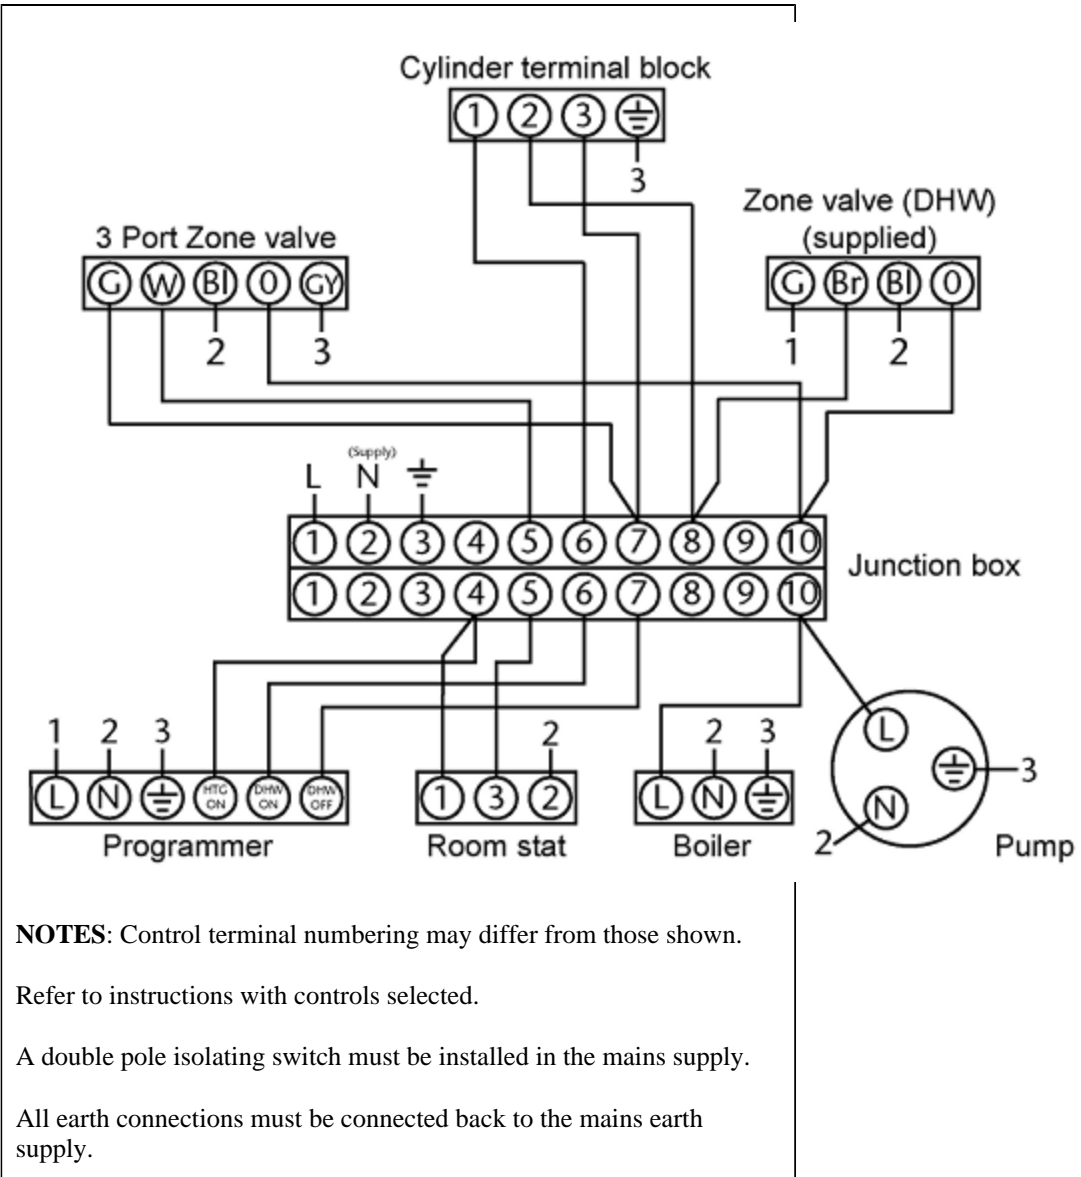 Cylinder terminal block
1 2 3
3
Zone valve (DHW)
(supplied)
3 Port Zone valve
G W Bl O GY
G Br Bl O
2 3
1 2
(Supply)
L N
1 2 3 4 5 6 7 8 9 10
Junction box
1 2 3 4 5 6 7 8 9 10
1 2 3
2
2 3
L
3
L N HTG ON DHW ON DHW OFF
1 3 2
L N
N
2
Programmer
Room stat
Boiler
Pump
NOTES: Control terminal numbering may differ from those shown.
Refer to instructions with controls selected.
A double pole isolating switch must be installed in the mains supply.
All earth connections must be connected back to the mains earth
supply.